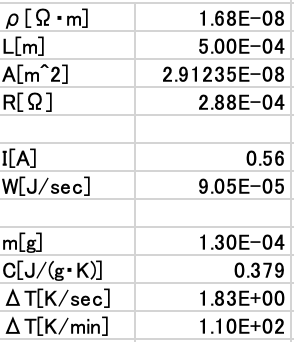 ρ[Ω・m] 1.68E-08
L[m] 5.00E-04
A[m^2] 2.91235E-08
R[Ω] 2.88E-04
I[A] 0.56
W[J/sec] 9.05E-05
m[g] 1.30E-04
C[J/(g・K)] 0.379
ΔT[K/sec] 1.83E+00
ΔT[K/min] 1.10E+02